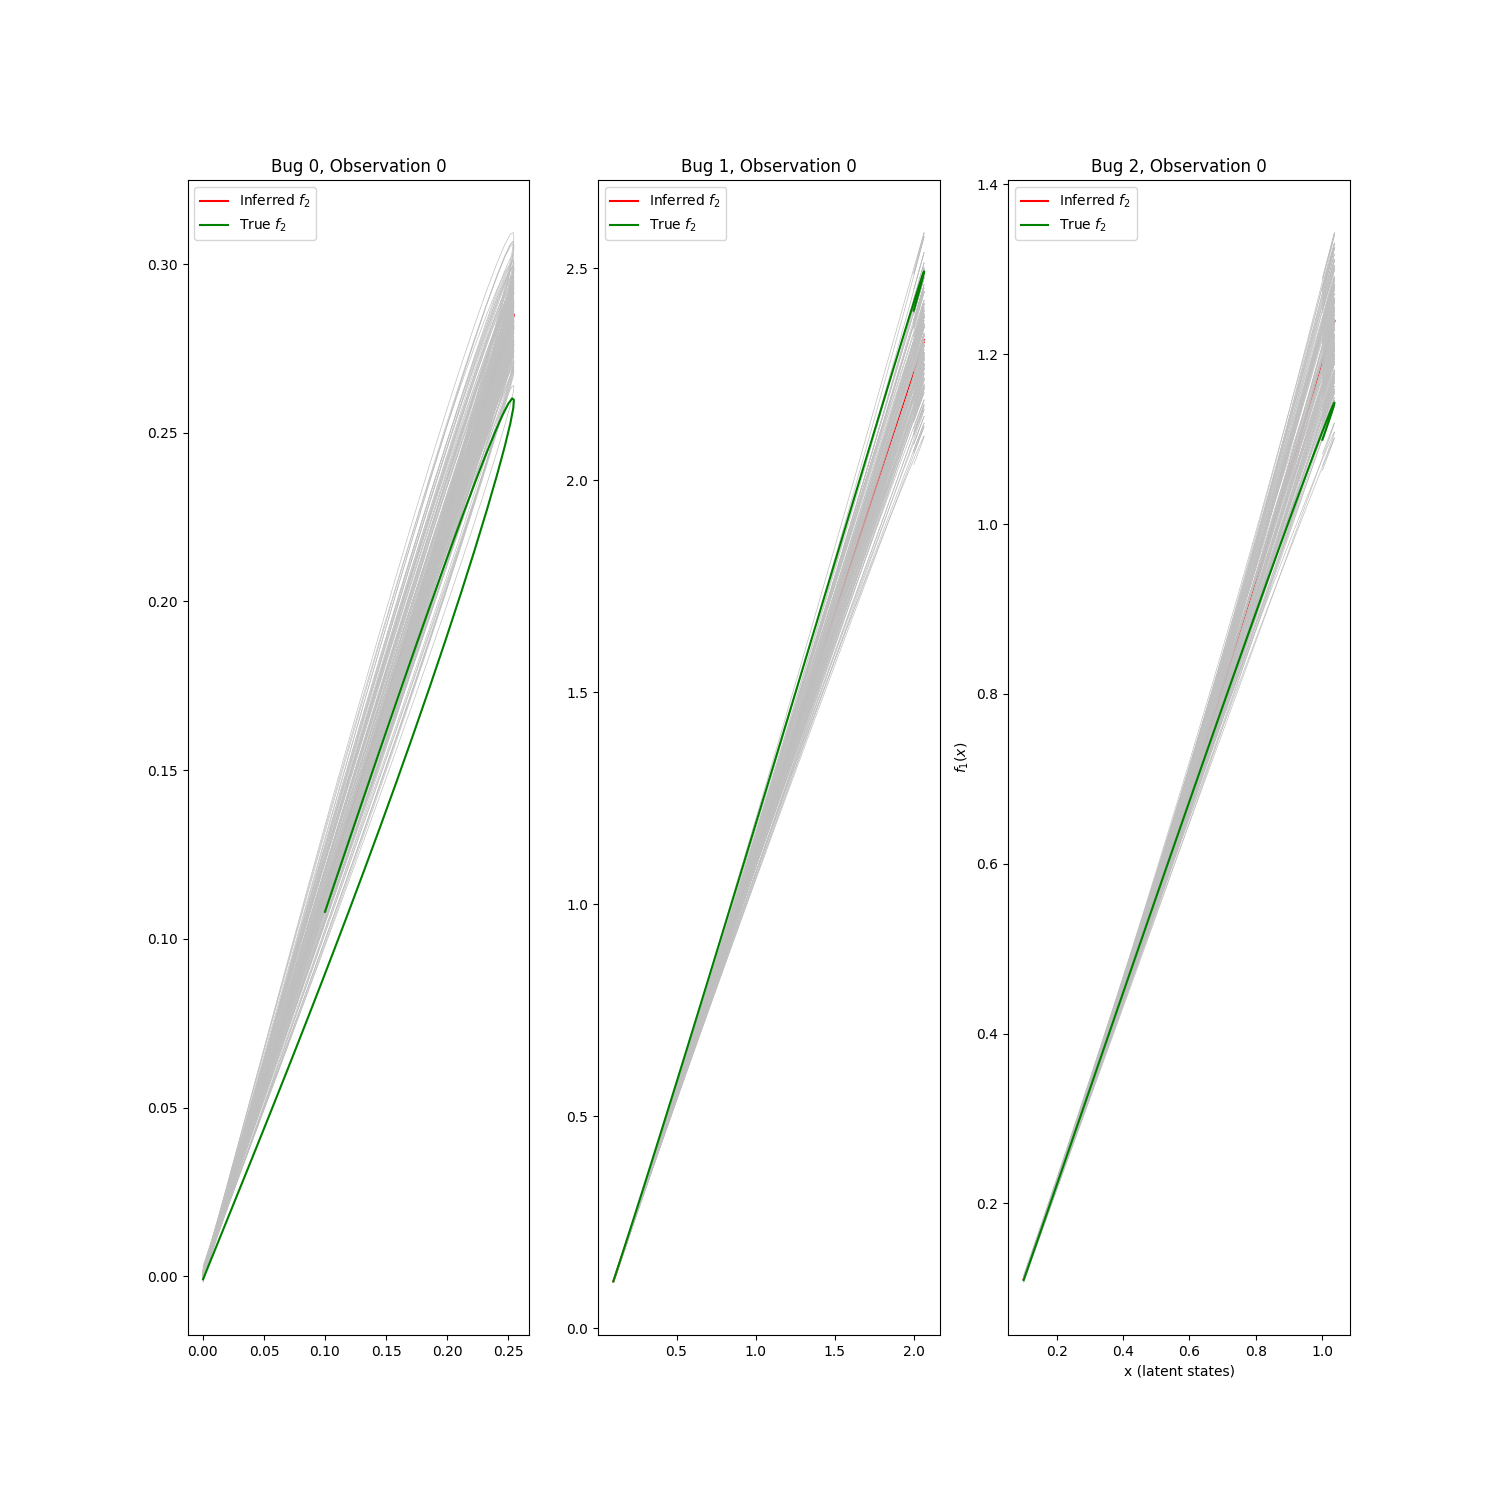 Bug 0, Observation 0
Inferred f₂
True f₂
0.30
0.25
0.20
0.15
0.10
0.05
0.00
0.00 0.05 0.10 0.15 0.20 0.25
Bug 1, Observation 0
Inferred f₂
True f₂
2.5
2.0
1.5
1.0
0.5
0.0
0.5 1.0 1.5 2.0
Bug 2, Observation 0
Inferred f₂
True f₂
1.4
1.2
1.0
0.8
0.6
0.4
0.2
f₁(x)
0.2 0.4 0.6 0.8 1.0
x (latent states)